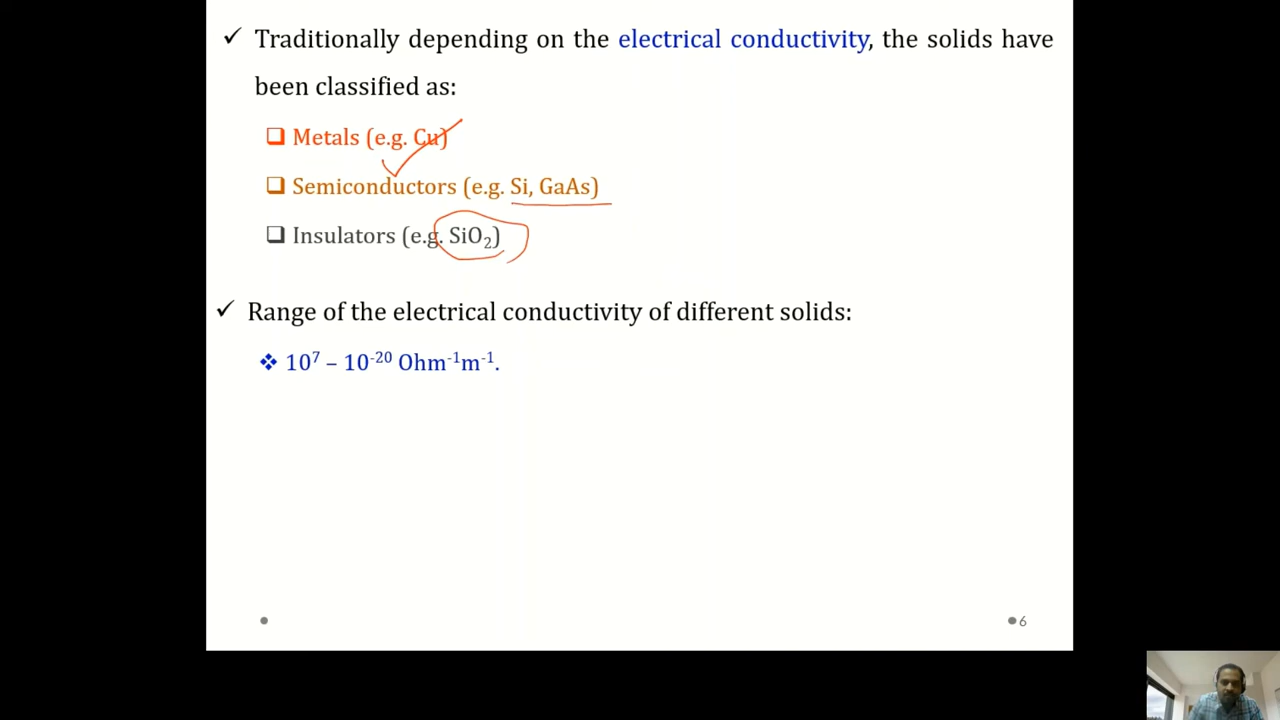 ✓ Traditionally depending on the electrical conductivity, the solids have
been classified as:
❑ Metals (e.g. Cu)
❑ Semiconductors (e.g. Si, GaAs)
❑ Insulators (e.g. SiO₂)
✓ Range of the electrical conductivity of different solids:
❖ 10⁷ – 10⁻²⁰ Ohm⁻¹m⁻¹.
6